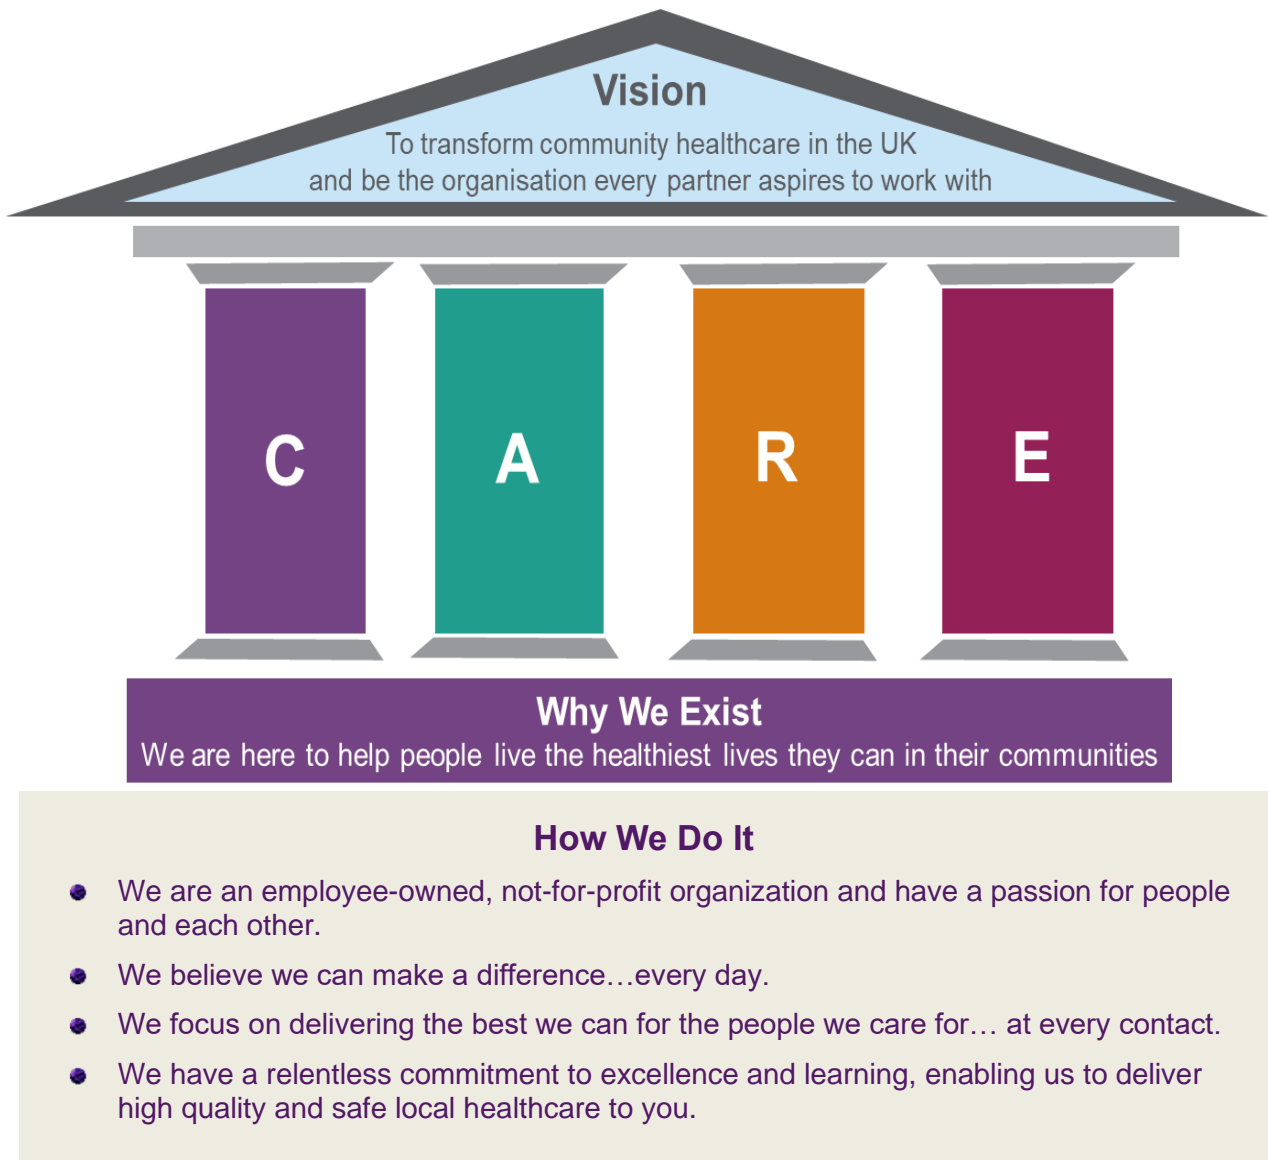 Vision
To transform community healthcare in the UK
and be the organisation every partner aspires to work with
C A R E
Why We Exist
We are here to help people live the healthiest lives they can in their communities
How We Do It
We are an employee-owned, not-for-profit organization and have a passion for people
and each other.
We believe we can make a difference…every day.
We focus on delivering the best we can for the people we care for… at every contact.
We have a relentless commitment to excellence and learning, enabling us to deliver
high quality and safe local healthcare to you.